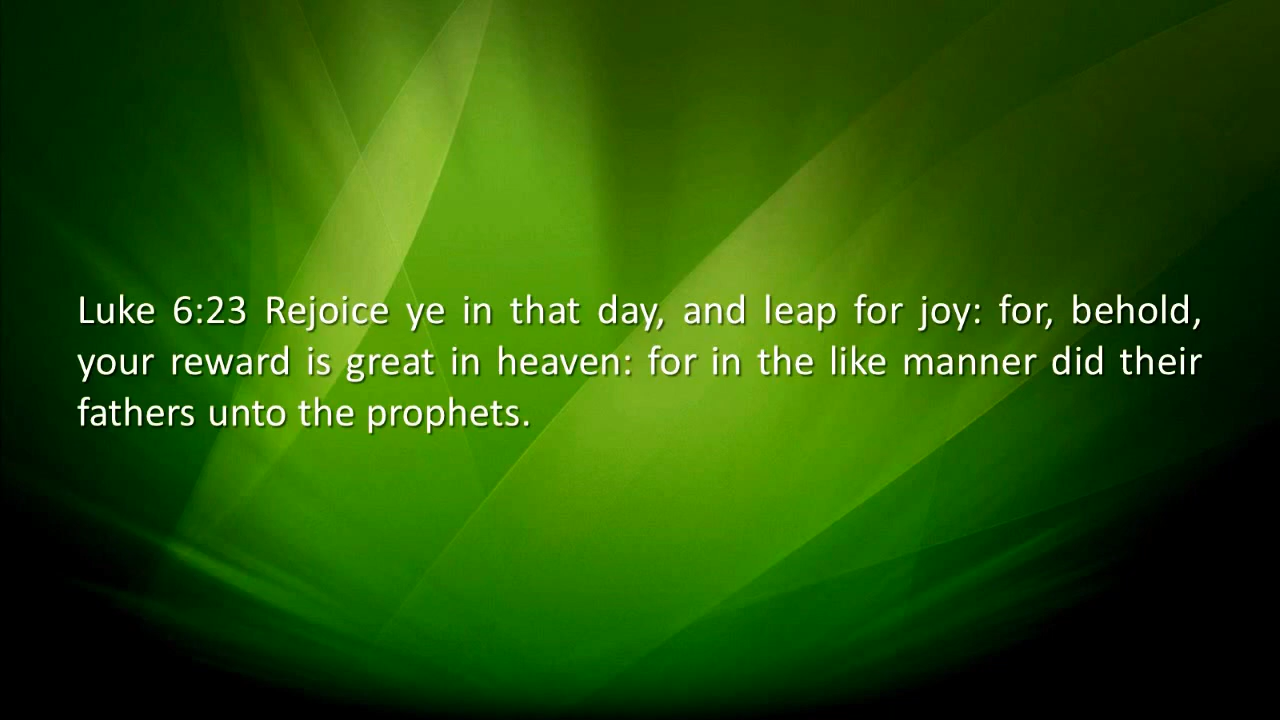 Luke 6:23 Rejoice ye in that day, and leap for joy: for, behold,
your reward is great in heaven: for in the like manner did their
fathers unto the prophets.